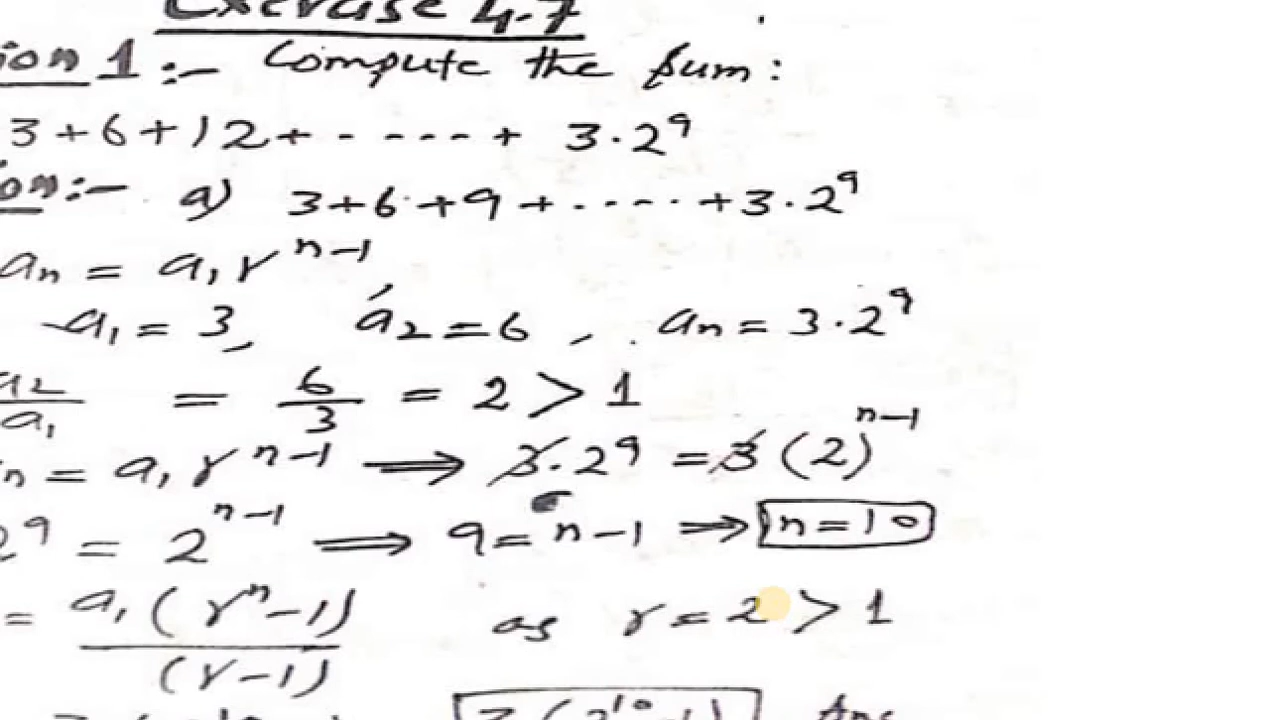 Exercise 4.7
ion 1 :- Compute the sum :
3 + 6 + 12 + - ---- + 3 · 2⁹
on:- a) 3 + 6 + 9 + ..... + 3 · 2⁹
aₙ = a₁ r^(n-1)
a₁ = 3, a₂ = 6, aₙ = 3 · 2⁹
a₂/a₁ = 6/3 = 2 > 1
n = a₁ r^(n-1) ⟹ 3 · 2⁹ = 3 (2)^(n-1)
2⁹ = 2^(n-1) ⟹ 9 = n-1 ⟹ n = 10
= a₁ (rⁿ - 1) / (r - 1) as r = 2 > 1
Ans